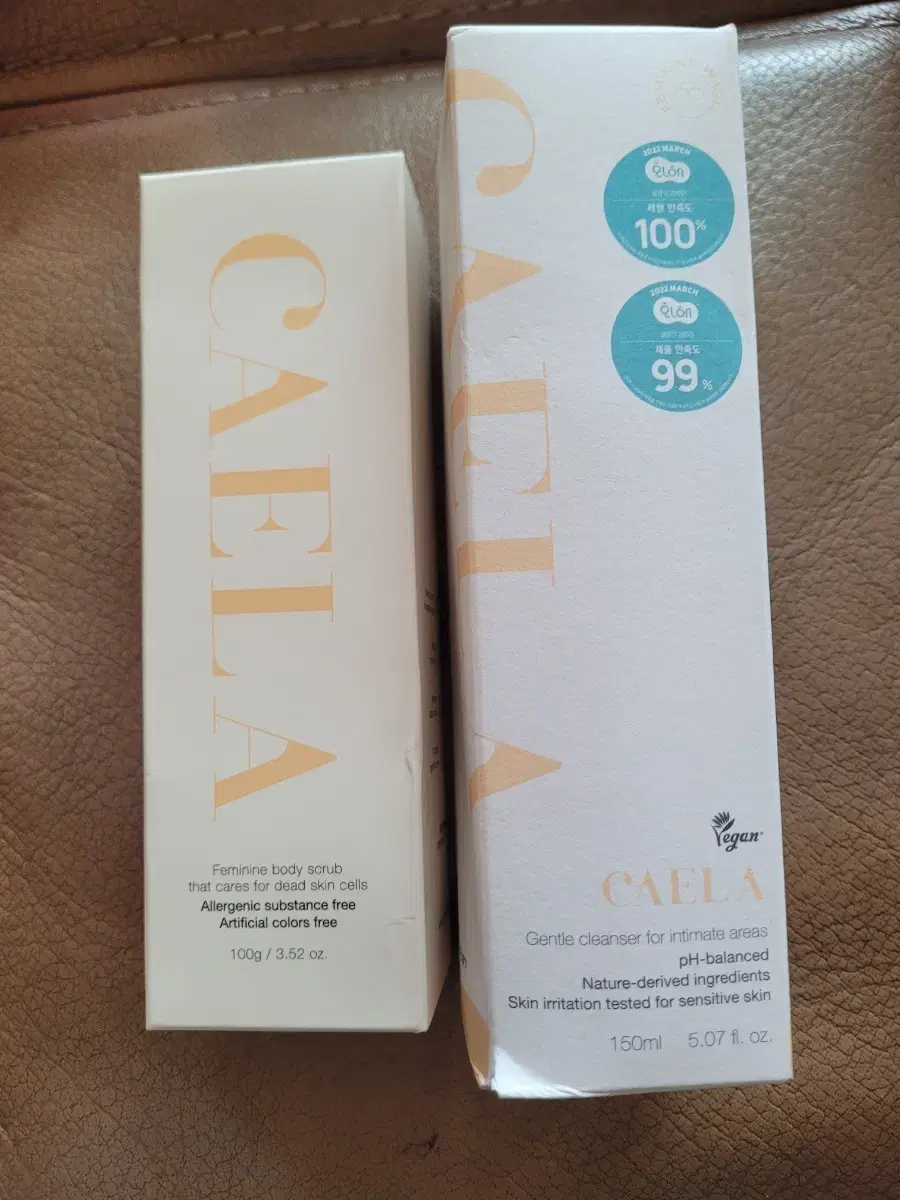 CAELA
Feminine body scrub
that cares for dead skin cells
Allergenic substance free
Artificial colors free
100g / 3.52 oz.
CAELA
2022 MARCH
제형 만족도
100%
2022 MARCH
제품 만족도
99%
Vegan
CAELA
Gentle cleanser for intimate areas
pH-balanced
Nature-derived ingredients
Skin irritation tested for sensitive skin
150ml 5.07 fl. oz.